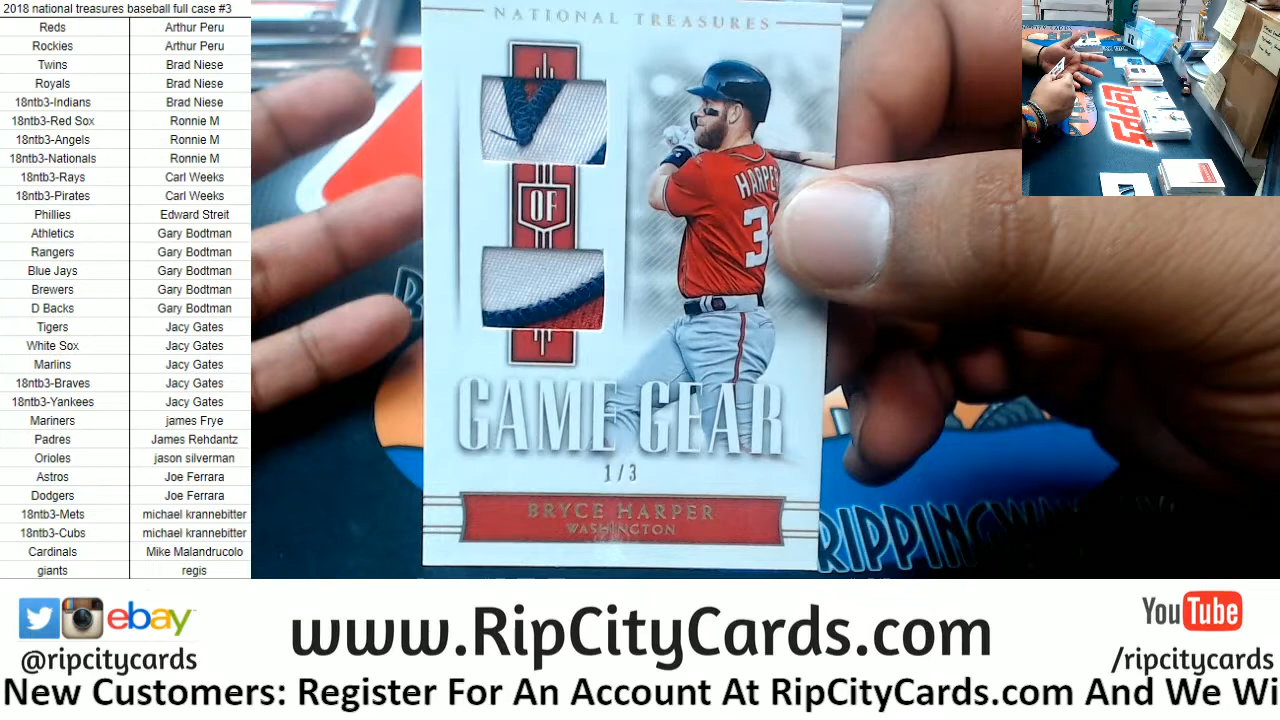 2018 national treasures baseball full case #3
Reds Arthur Peru
Rockies Arthur Peru
Twins Brad Niese
Royals Brad Niese
18ntb3-Indians Brad Niese
18ntb3-Red Sox Ronnie M
18ntb3-Angels Ronnie M
18ntb3-Nationals Ronnie M
18ntb3-Rays Carl Weeks
18ntb3-Pirates Carl Weeks
Phillies Edward Streit
Athletics Gary Bodtman
Rangers Gary Bodtman
Blue Jays Gary Bodtman
Brewers Gary Bodtman
D Backs Gary Bodtman
Tigers Jacy Gates
White Sox Jacy Gates
Marlins Jacy Gates
18ntb3-Braves Jacy Gates
18ntb3-Yankees Jacy Gates
Mariners james Frye
Padres James Rehdantz
Orioles jason silverman
Astros Joe Ferrara
Dodgers Joe Ferrara
18ntb3-Mets michael krannebitter
18ntb3-Cubs michael krannebitter
Cardinals Mike Malandrucolo
giants regis
NATIONAL TREASURES
OF
HARPE
3
GAME GEAR
1/3
BRYCE HARPER
WASHINGTON
RIPPING
Topps
ebay
@ripcitycards
www.RipCityCards.com
YouTube
/ripcitycards
New Customers: Register For An Account At RipCityCards.com And We Wi